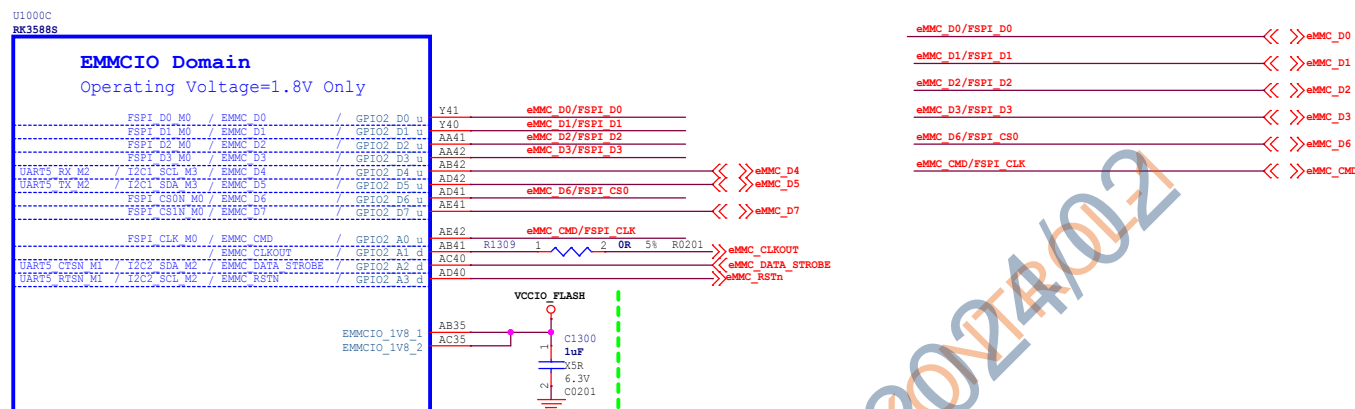 U1000C
RK3588S
EMMCIO Domain
Operating Voltage=1.8V Only
FSPI_D0_M0 / EMMC_D0 / GPIO2_D0_u Y41 eMMC_D0/FSPI_D0
FSPI_D1_M0 / EMMC_D1 / GPIO2_D1_u Y40 eMMC_D1/FSPI_D1
FSPI_D2_M0 / EMMC_D2 / GPIO2_D2_u AA41 eMMC_D2/FSPI_D2
FSPI_D3_M0 / EMMC_D3 / GPIO2_D3_u AA42 eMMC_D3/FSPI_D3
UART5_RX_M2 / I2C1_SCL_M3 / EMMC_D4 / GPIO2_D4_u AB42 eMMC_D4
UART5_TX_M2 / I2C1_SDA_M3 / EMMC_D5 / GPIO2_D5_u AD42 eMMC_D5
FSPI_CS0N_M0 / EMMC_D6 / GPIO2_D6_u AD41 eMMC_D6/FSPI_CS0
FSPI_CS1N_M0 / EMMC_D7 / GPIO2_D7_u AE41 eMMC_D7
FSPI_CLK_M0 / EMMC_CMD / GPIO2_A0_u AE42 eMMC_CMD/FSPI_CLK
/ EMMC_CLKOUT / GPIO2_A1_d AB41 R1309 1 2 0R 5% R0201 eMMC_CLKOUT
UART5_CTSN_M1 / I2C2_SDA_M2 / EMMC_DATA_STROBE / GPIO2_A2_d AC40 eMMC_DATA_STROBE
UART5_RTSN_M1 / I2C2_SCL_M2 / EMMC_RSTN / GPIO2_A3_d AD40 eMMC_RSTn
VCCIO_FLASH
EMMCIO_1V8_1 AB35
EMMCIO_1V8_2 AC35
1
2
C1300
1uF
X5R
6.3V
C0201
eMMC_D0/FSPI_D0 eMMC_D0
eMMC_D1/FSPI_D1 eMMC_D1
eMMC_D2/FSPI_D2 eMMC_D2
eMMC_D3/FSPI_D3 eMMC_D3
eMMC_D6/FSPI_CS0 eMMC_D6
eMMC_CMD/FSPI_CLK eMMC_CMD
2024/02